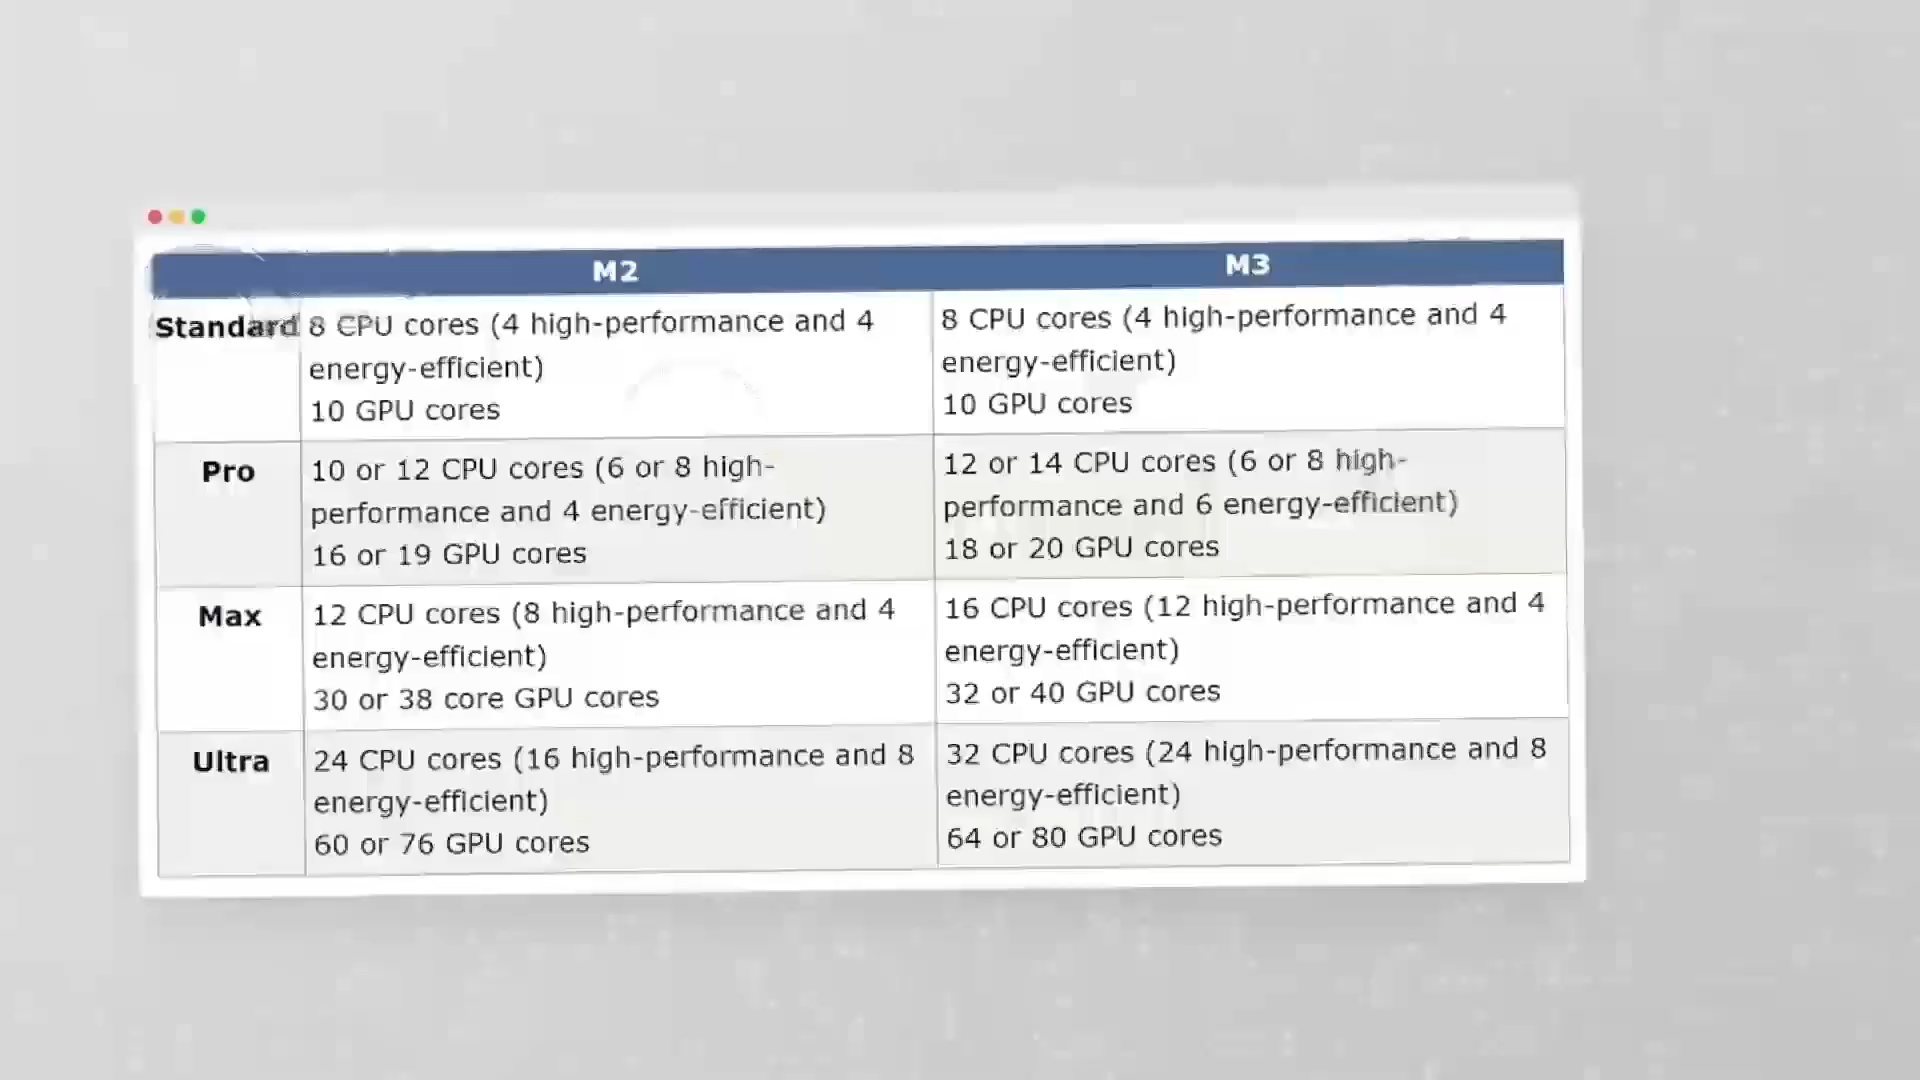 M2 M3
Standard 8 CPU cores (4 high-performance and 4 8 CPU cores (4 high-performance and 4
energy-efficient) energy-efficient)
10 GPU cores 10 GPU cores
Pro 10 or 12 CPU cores (6 or 8 high- 12 or 14 CPU cores (6 or 8 high-
performance and 4 energy-efficient) performance and 6 energy-efficient)
16 or 19 GPU cores 18 or 20 GPU cores
Max 12 CPU cores (8 high-performance and 4 16 CPU cores (12 high-performance and 4
energy-efficient) energy-efficient)
30 or 38 core GPU cores 32 or 40 GPU cores
Ultra 24 CPU cores (16 high-performance and 8 32 CPU cores (24 high-performance and 8
energy-efficient) energy-efficient)
60 or 76 GPU cores 64 or 80 GPU cores